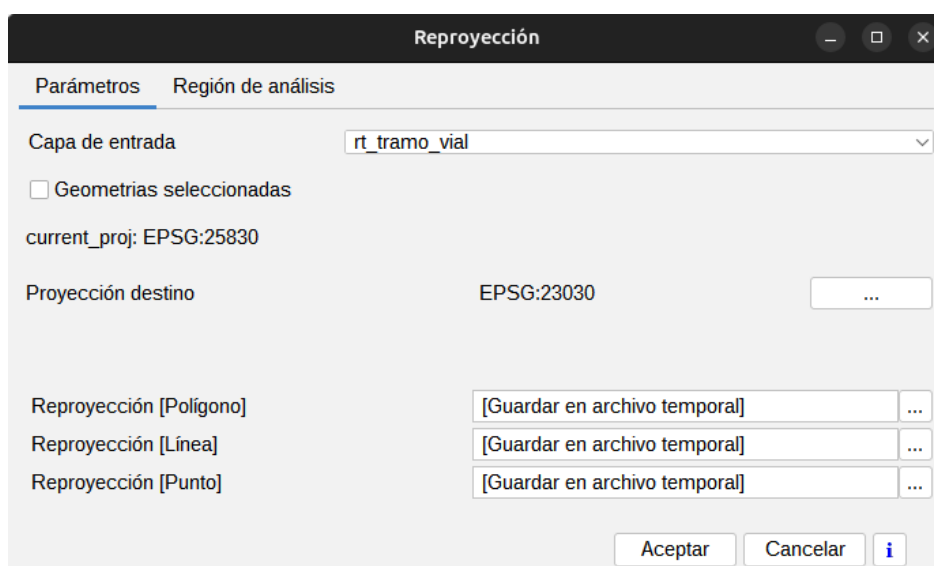 Reproyección
Parámetros Región de análisis
Capa de entrada rt_tramo_vial
Geometrias seleccionadas
current_proj: EPSG:25830
Proyección destino EPSG:23030 ...
Reproyección [Polígono] [Guardar en archivo temporal] ...
Reproyección [Línea] [Guardar en archivo temporal] ...
Reproyección [Punto] [Guardar en archivo temporal] ...
Aceptar Cancelar i